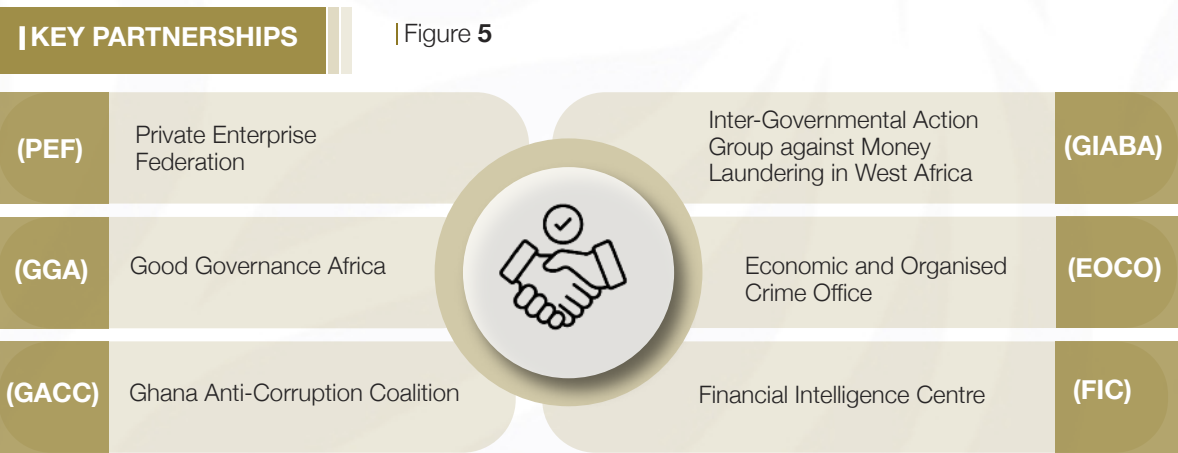 KEY PARTNERSHIPS
Figure 5
(PEF)
Private Enterprise
Federation
Inter-Governmental Action
Group against Money
Laundering in West Africa
(GIABA)
(GGA)
Good Governance Africa
Economic and Organised
Crime Office
(EOCO)
(GACC)
Ghana Anti-Corruption Coalition
Financial Intelligence Centre
(FIC)